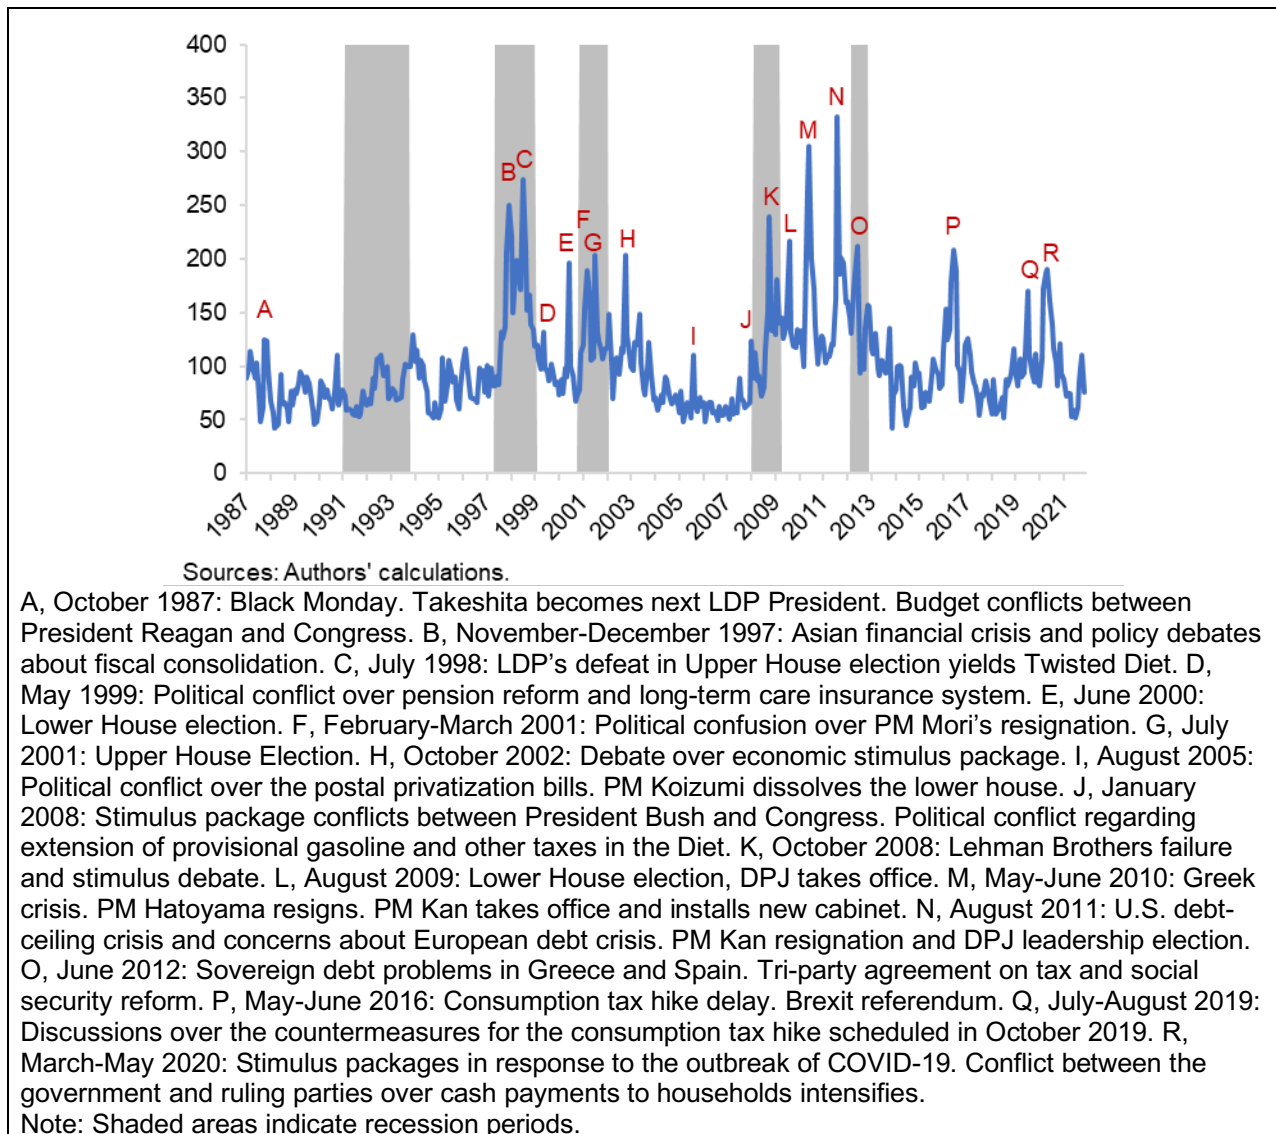 400
350
300
250
200
150
100
50
0
A
B
C
D
E
F
G
H
I
J
K
L
M
N
O
P
Q
R
1987
1989
1991
1993
1995
1997
1999
2001
2003
2005
2007
2009
2011
2013
2015
2017
2019
2021
Sources: Authors' calculations.
A, October 1987: Black Monday. Takeshita becomes next LDP President. Budget conflicts between
President Reagan and Congress. B, November-December 1997: Asian financial crisis and policy debates
about fiscal consolidation. C, July 1998: LDP’s defeat in Upper House election yields Twisted Diet. D,
May 1999: Political conflict over pension reform and long-term care insurance system. E, June 2000:
Lower House election. F, February-March 2001: Political confusion over PM Mori’s resignation. G, July
2001: Upper House Election. H, October 2002: Debate over economic stimulus package. I, August 2005:
Political conflict over the postal privatization bills. PM Koizumi dissolves the lower house. J, January
2008: Stimulus package conflicts between President Bush and Congress. Political conflict regarding
extension of provisional gasoline and other taxes in the Diet. K, October 2008: Lehman Brothers failure
and stimulus debate. L, August 2009: Lower House election, DPJ takes office. M, May-June 2010: Greek
crisis. PM Hatoyama resigns. PM Kan takes office and installs new cabinet. N, August 2011: U.S. debt-
ceiling crisis and concerns about European debt crisis. PM Kan resignation and DPJ leadership election.
O, June 2012: Sovereign debt problems in Greece and Spain. Tri-party agreement on tax and social
security reform. P, May-June 2016: Consumption tax hike delay. Brexit referendum. Q, July-August 2019:
Discussions over the countermeasures for the consumption tax hike scheduled in October 2019. R,
March-May 2020: Stimulus packages in response to the outbreak of COVID-19. Conflict between the
government and ruling parties over cash payments to households intensifies.
Note: Shaded areas indicate recession periods.